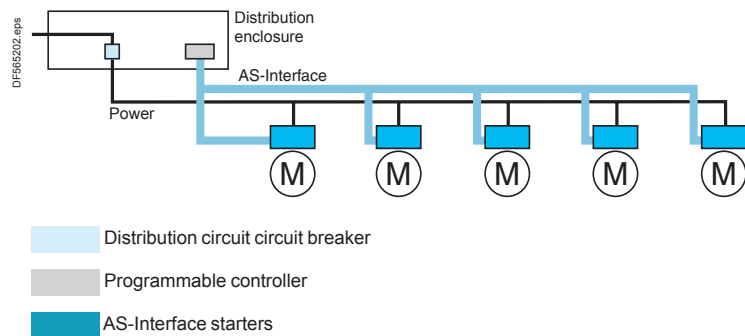 DF565202.eps
Distribution
enclosure
AS-Interface
Power
M M M M M
Distribution circuit circuit breaker
Programmable controller
AS-Interface starters